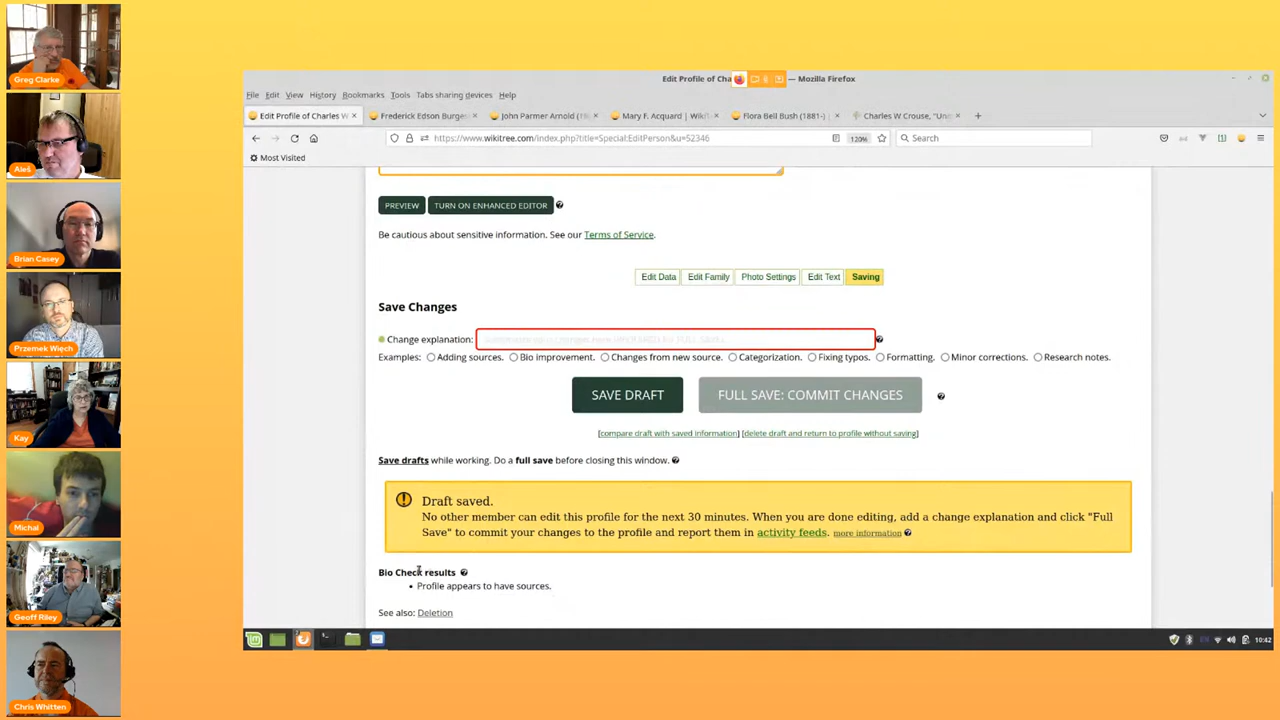 Greg Clarke
Aleš
Brian Casey
Przemek Więch
Kay
Michal
Geoff Riley
Chris Whitten
Edit Profile of Cha — Mozilla Firefox
File Edit View History Bookmarks Tools Tabs sharing devices Help
Edit Profile of Charles W × Frederick Edson Burges × John Parmer Arnold (18 × Mary F. Acquard | WikiT × Flora Bell Bush (1881-) | × Charles W Crouse, "Uni ×
https://www.wikitree.com/index.php?title=Special:EditPerson&u=52346 120% Search
Most Visited
PREVIEW TURN ON ENHANCED EDITOR
Be cautious about sensitive information. See our Terms of Service.
Edit Data Edit Family Photo Settings Edit Text Saving
Save Changes
Change explanation:
Examples: Adding sources. Bio improvement. Changes from new source. Categorization. Fixing typos. Formatting. Minor corrections. Research notes.
SAVE DRAFT FULL SAVE: COMMIT CHANGES
[compare draft with saved information] [delete draft and return to profile without saving]
Save drafts while working. Do a full save before closing this window.
Draft saved.
No other member can edit this profile for the next 30 minutes. When you are done editing, add a change explanation and click "Full
Save" to commit your changes to the profile and report them in activity feeds. more information
Bio Check results
• Profile appears to have sources.
See also: Deletion
10:42